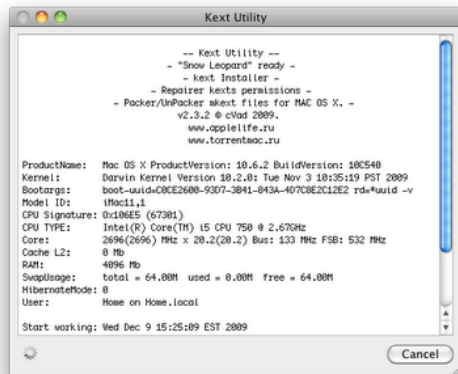 Kext Utility
-- Kext Utility --
- "Snow Leopard" ready -
- kext Installer -
- Repairer kexts permissions -
- Packer/UnPacker mkext files for MAC OS X. -
v2.3.2 © cVad 2009.
www.applelife.ru
www.torrentmac.ru
ProductName: Mac OS X ProductVersion: 10.6.2 BuildVersion: 10C540
Kernel: Darwin Kernel Version 10.2.0: Tue Nov 3 10:35:19 PST 2009
Bootargs: boot-uuid=C0CE2600-93D7-3B41-843A-4D7C8E2C12E2 rd=*uuid -v
Model ID: iMac11,1
CPU Signature: 0x106E5 (67301)
CPU TYPE: Intel(R) Core(TM) i5 CPU 750 @ 2.67GHz
Core: 2696(2696) MHz x 20.2(20.2) Bus: 133 MHz FSB: 532 MHz
Cache L2: 0 Mb
RAM: 4096 Mb
SwapUsage: total = 64.00M used = 0.00M free = 64.00M
HibernateMode: 0
User: Home on Home.local
Start working: Wed Dec 9 15:25:09 EST 2009
Cancel